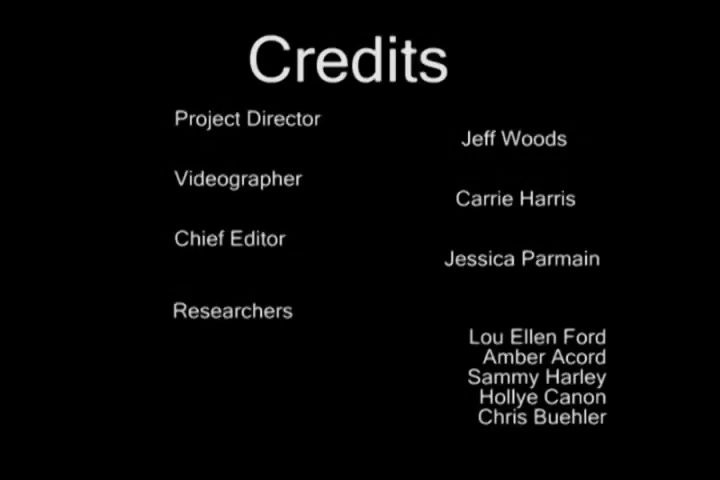 Credits
Project Director
Jeff Woods
Videographer
Carrie Harris
Chief Editor
Jessica Parmain
Researchers
Lou Ellen Ford
Amber Acord
Sammy Harley
Hollye Canon
Chris Buehler